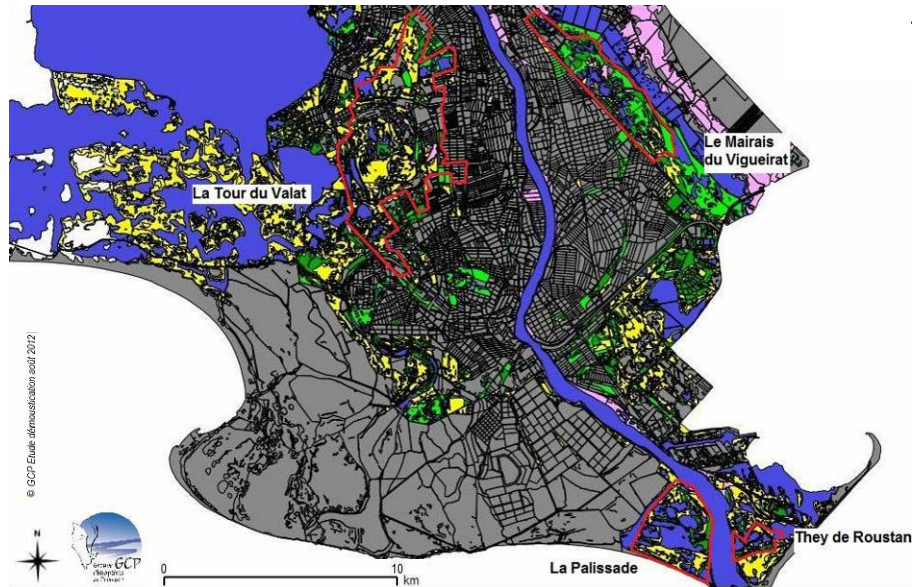 Le Mairais
du Vigueirat
La Tour du Valat
© GCP Etude démoustication août 2012
They de Roustan
La Palissade
N
GCP
0 10
km